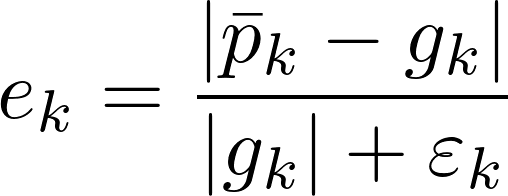 $e_k = \frac{|\bar{p}_k - g_k|}{|g_k| + \varepsilon_k}$